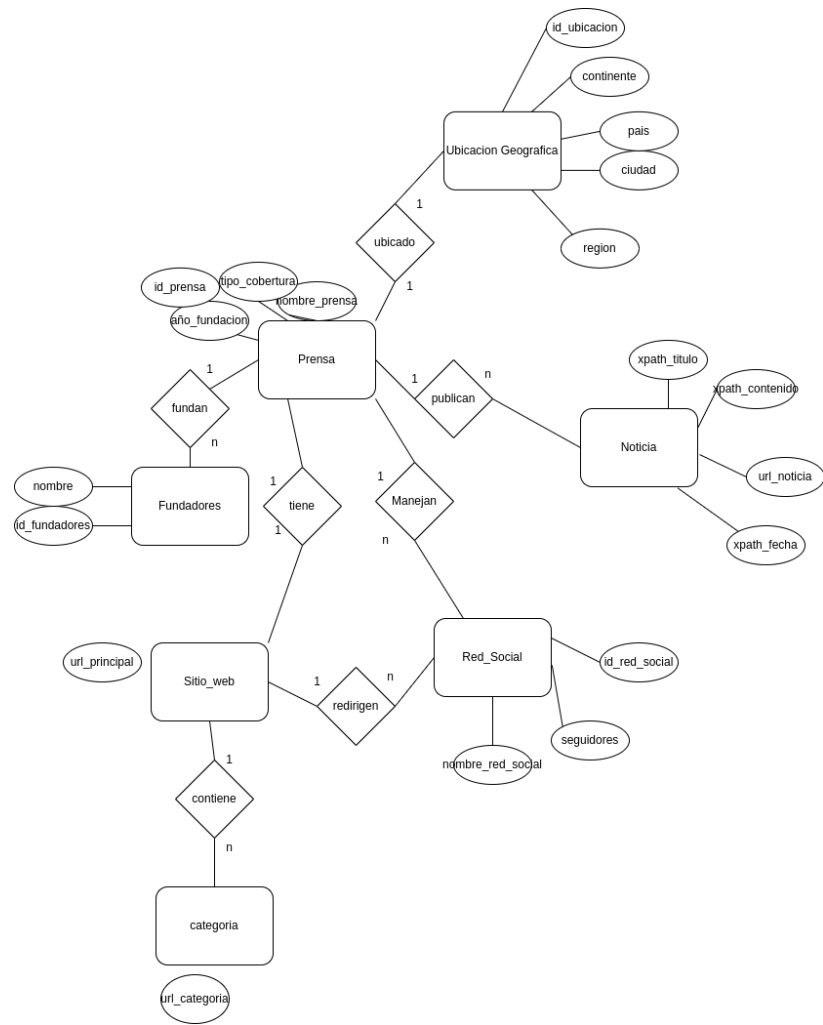 id_ubicacion
continente
pais
Ubicacion Geografica
ciudad
1
ubicado
region
1
id_prensa
tipo_cobertura
nombre_prensa
año_fundacion
Prensa
xpath_titulo
1
1
n
xpath_contenido
fundan
publican
n
Noticia
1
1
url_noticia
nombre
Fundadores
tiene
Manejan
id_fundadores
1
n
xpath_fecha
url_principal
Sitio_web
1
n
Red_Social
id_red_social
redirigen
seguidores
1
nombre_red_social
contiene
n
categoria
url_categoria